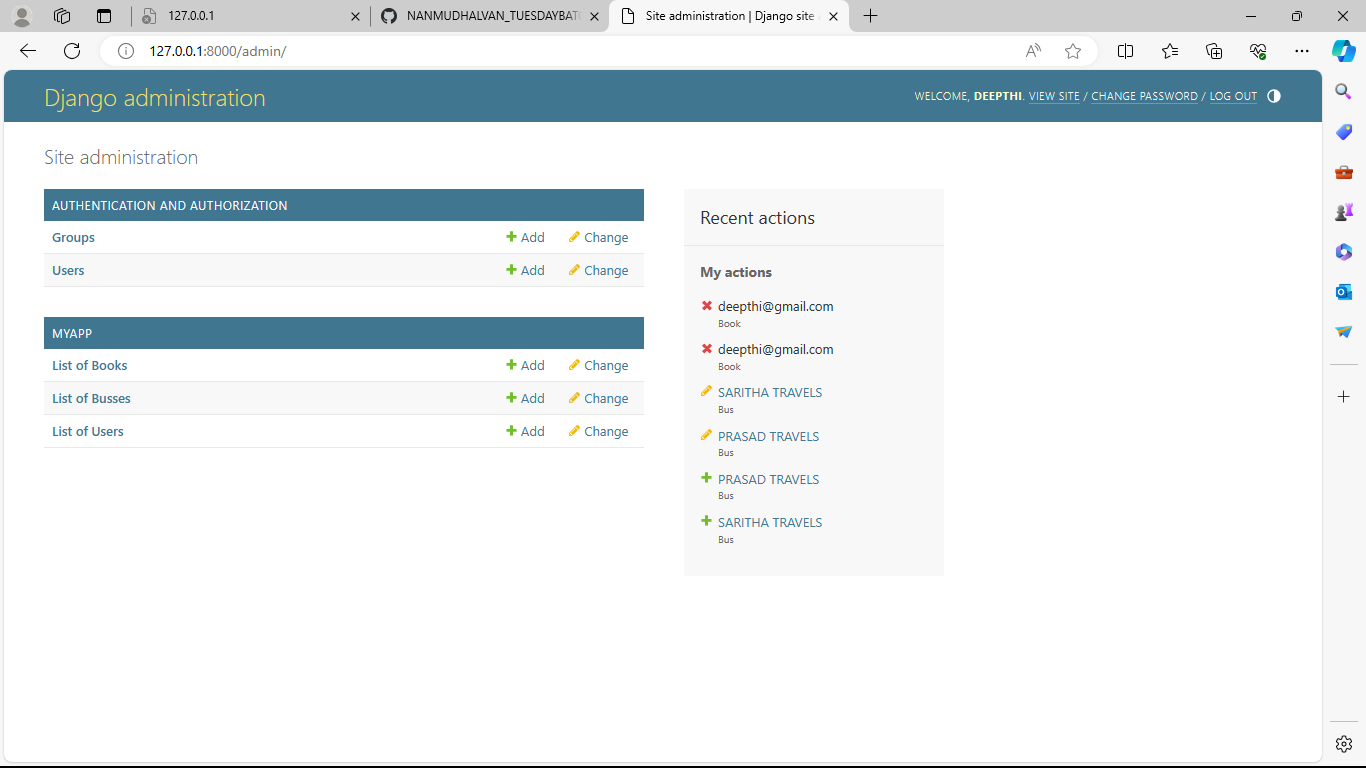 127.0.0.1
NANMUDHALVAN_TUESDAYBATC
Site administration | Django site a
127.0.0.1:8000/admin/
Django administration
WELCOME, DEEPTHI. VIEW SITE / CHANGE PASSWORD / LOG OUT
Site administration
AUTHENTICATION AND AUTHORIZATION
Groups Add Change
Users Add Change
MYAPP
List of Books Add Change
List of Busses Add Change
List of Users Add Change
Recent actions
My actions
deepthi@gmail.com
Book
deepthi@gmail.com
Book
SARITHA TRAVELS
Bus
PRASAD TRAVELS
Bus
PRASAD TRAVELS
Bus
SARITHA TRAVELS
Bus